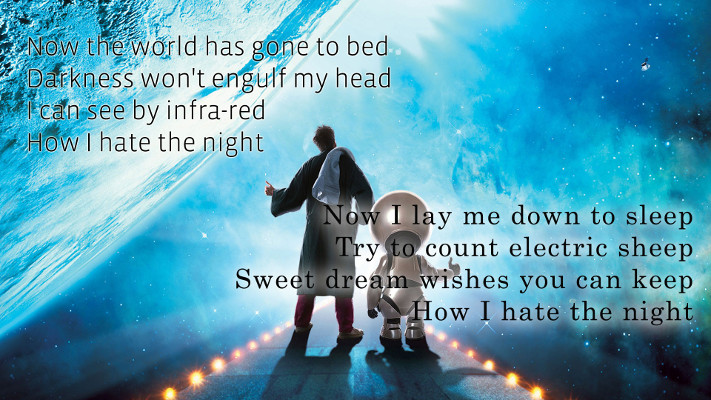 Now the world has gone to bed
Darkness won't engulf my head
I can see by infra-red
How I hate the night
Now I lay me down to sleep
Try to count electric sheep
Sweet dream wishes you can keep
How I hate the night